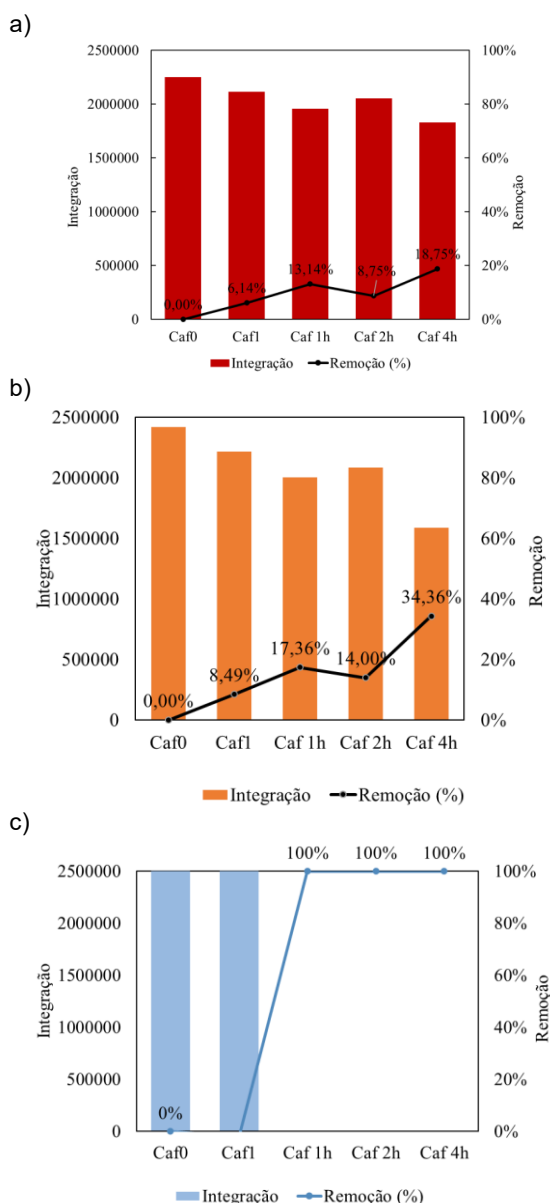 a)
2500000 100%
2000000 80%
1500000 60%
1000000 40%
500000 20%
0 0%
Integração
Remoção
0,00% 6,14% 13,14% 8,75% 18,75%
Caf0 Caf1 Caf 1h Caf 2h Caf 4h
Integração Remoção (%)
b)
2500000 100%
2000000 80%
1500000 60%
1000000 40%
500000 20%
0 0%
Integração
Remoção
0,00% 8,49% 17,36% 14,00% 34,36%
Caf0 Caf1 Caf 1h Caf 2h Caf 4h
Integração Remoção (%)
c)
100% 100% 100%
2500000 100%
2000000 80%
1500000 60%
1000000 40%
500000 20%
0 0%
Integração
Remoção
0%
Caf0 Caf1 Caf 1h Caf 2h Caf 4h
Integração Remoção (%)